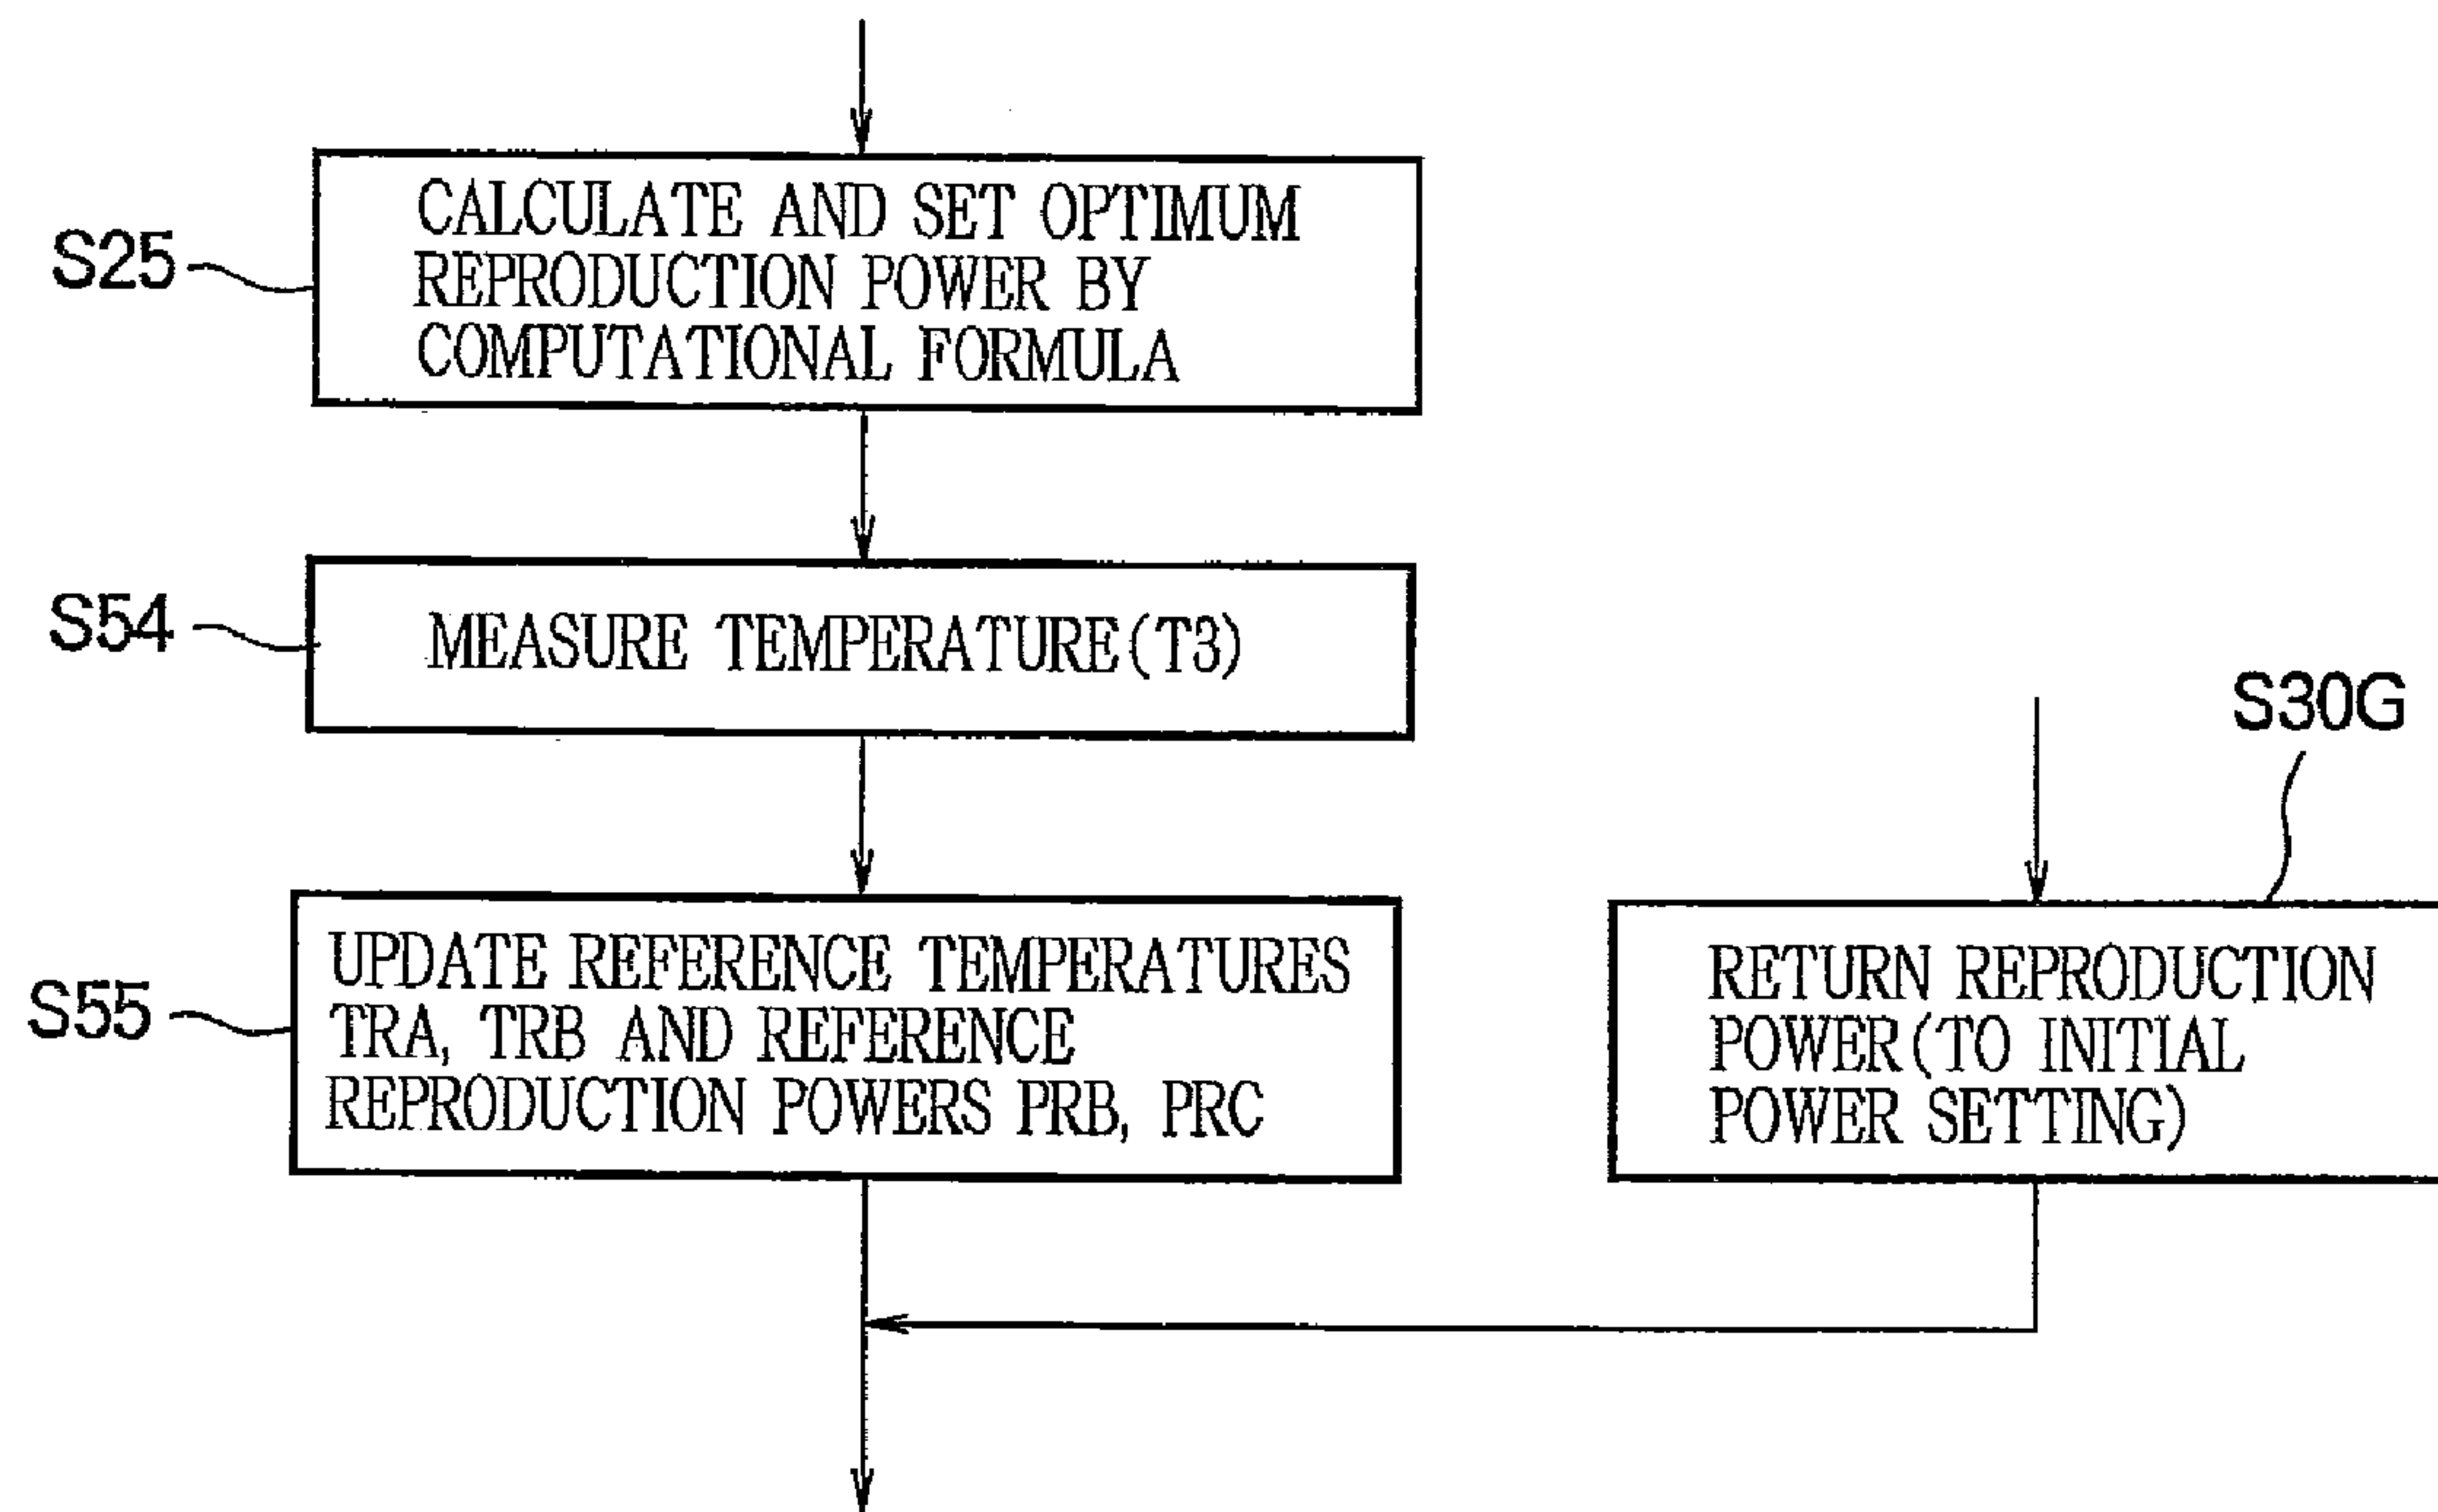 S25
CALCULATE AND SET OPTIMUM
REPRODUCTION POWER BY
COMPUTATIONAL FORMULA
S54
MEASURE TEMPERATURE(T3)
S55
UPDATE REFERENCE TEMPERATURES
TRA, TRB AND REFERENCE
REPRODUCTION POWERS PRB, PRC
S30G
RETURN REPRODUCTION
POWER(TO INITIAL
POWER SETTING)